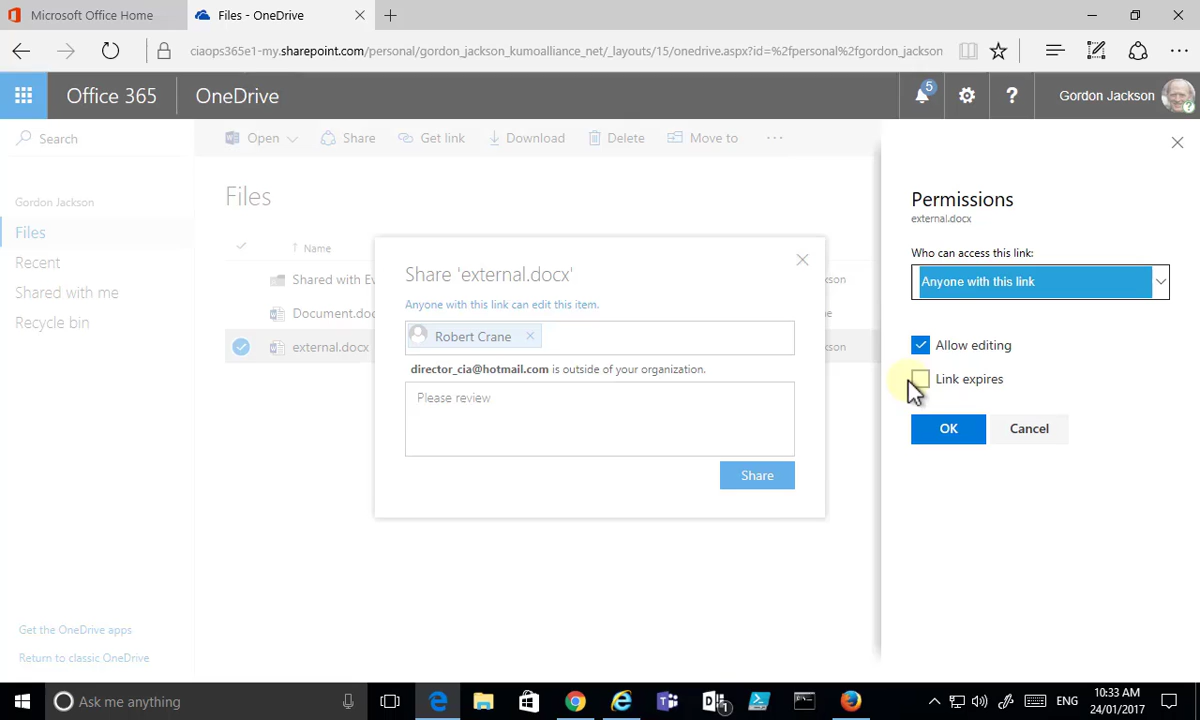 Microsoft Office Home
Files - OneDrive
ciaops365e1-my.sharepoint.com/personal/gordon_jackson_kumoalliance_net/_layouts/15/onedrive.aspx?id=%2fpersonal%2fgordon_jackson
Office 365
OneDrive
5
?
Gordon Jackson
Search
Open
Share
Get link
Download
Delete
Move to
...
Gordon Jackson
Files
Recent
Shared with me
Recycle bin
Get the OneDrive apps
Return to classic OneDrive
Files
Name
Shared with Ev
Document.doc
external.docx
Share 'external.docx'
Anyone with this link can edit this item.
Robert Crane
director_cia@hotmail.com is outside of your organization.
Please review
Share
Permissions
external.docx
Who can access this link:
Anyone with this link
Allow editing
Link expires
OK
Cancel
Ask me anything
ENG
10:33 AM
24/01/2017